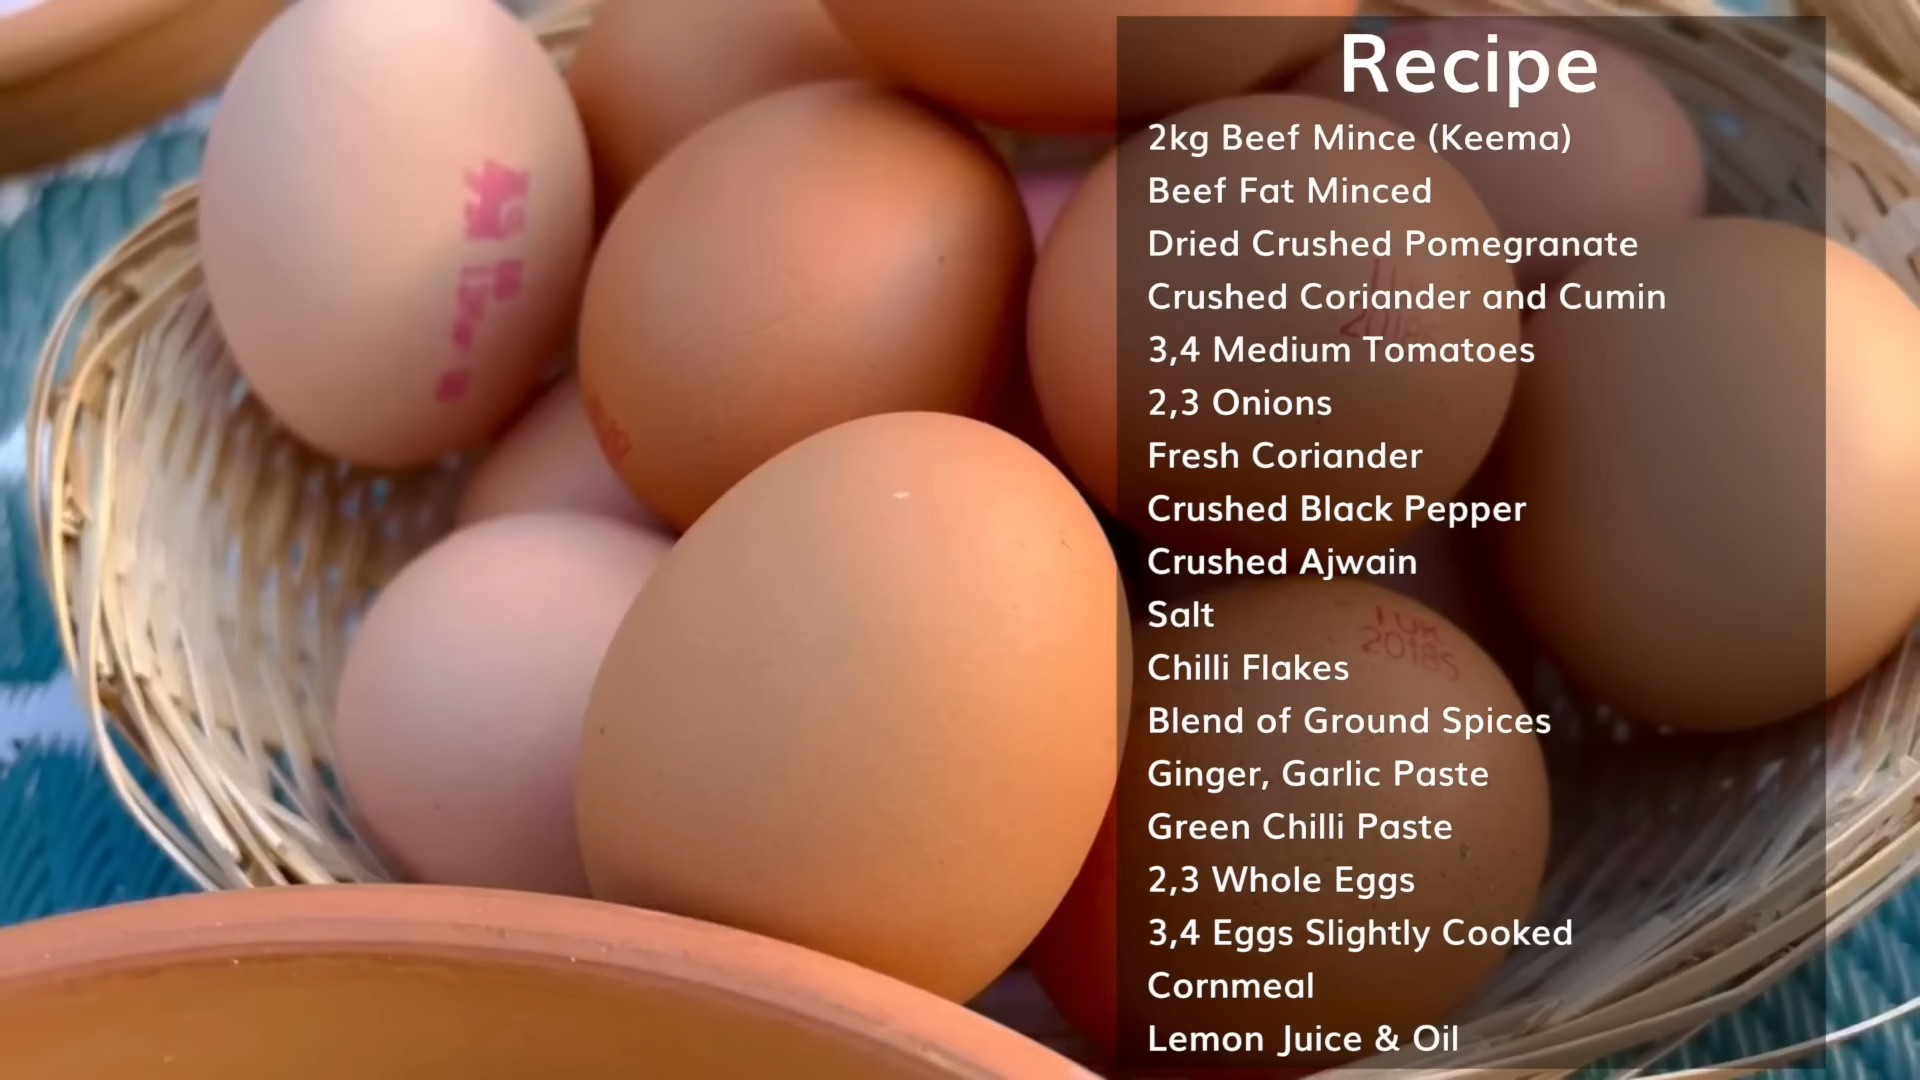 Recipe
2kg Beef Mince (Keema)
Beef Fat Minced
Dried Crushed Pomegranate
Crushed Coriander and Cumin
3,4 Medium Tomatoes
2,3 Onions
Fresh Coriander
Crushed Black Pepper
Crushed Ajwain
Salt
Chilli Flakes
Blend of Ground Spices
Ginger, Garlic Paste
Green Chilli Paste
2,3 Whole Eggs
3,4 Eggs Slightly Cooked
Cornmeal
Lemon Juice & Oil